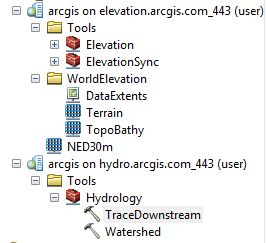 arcgis on elevation.arcgis.com_443 (user)
Tools
Elevation
ElevationSync
WorldElevation
DataExtents
Terrain
TopoBathy
NED30m
arcgis on hydro.arcgis.com_443 (user)
Tools
Hydrology
TraceDownstream
Watershed